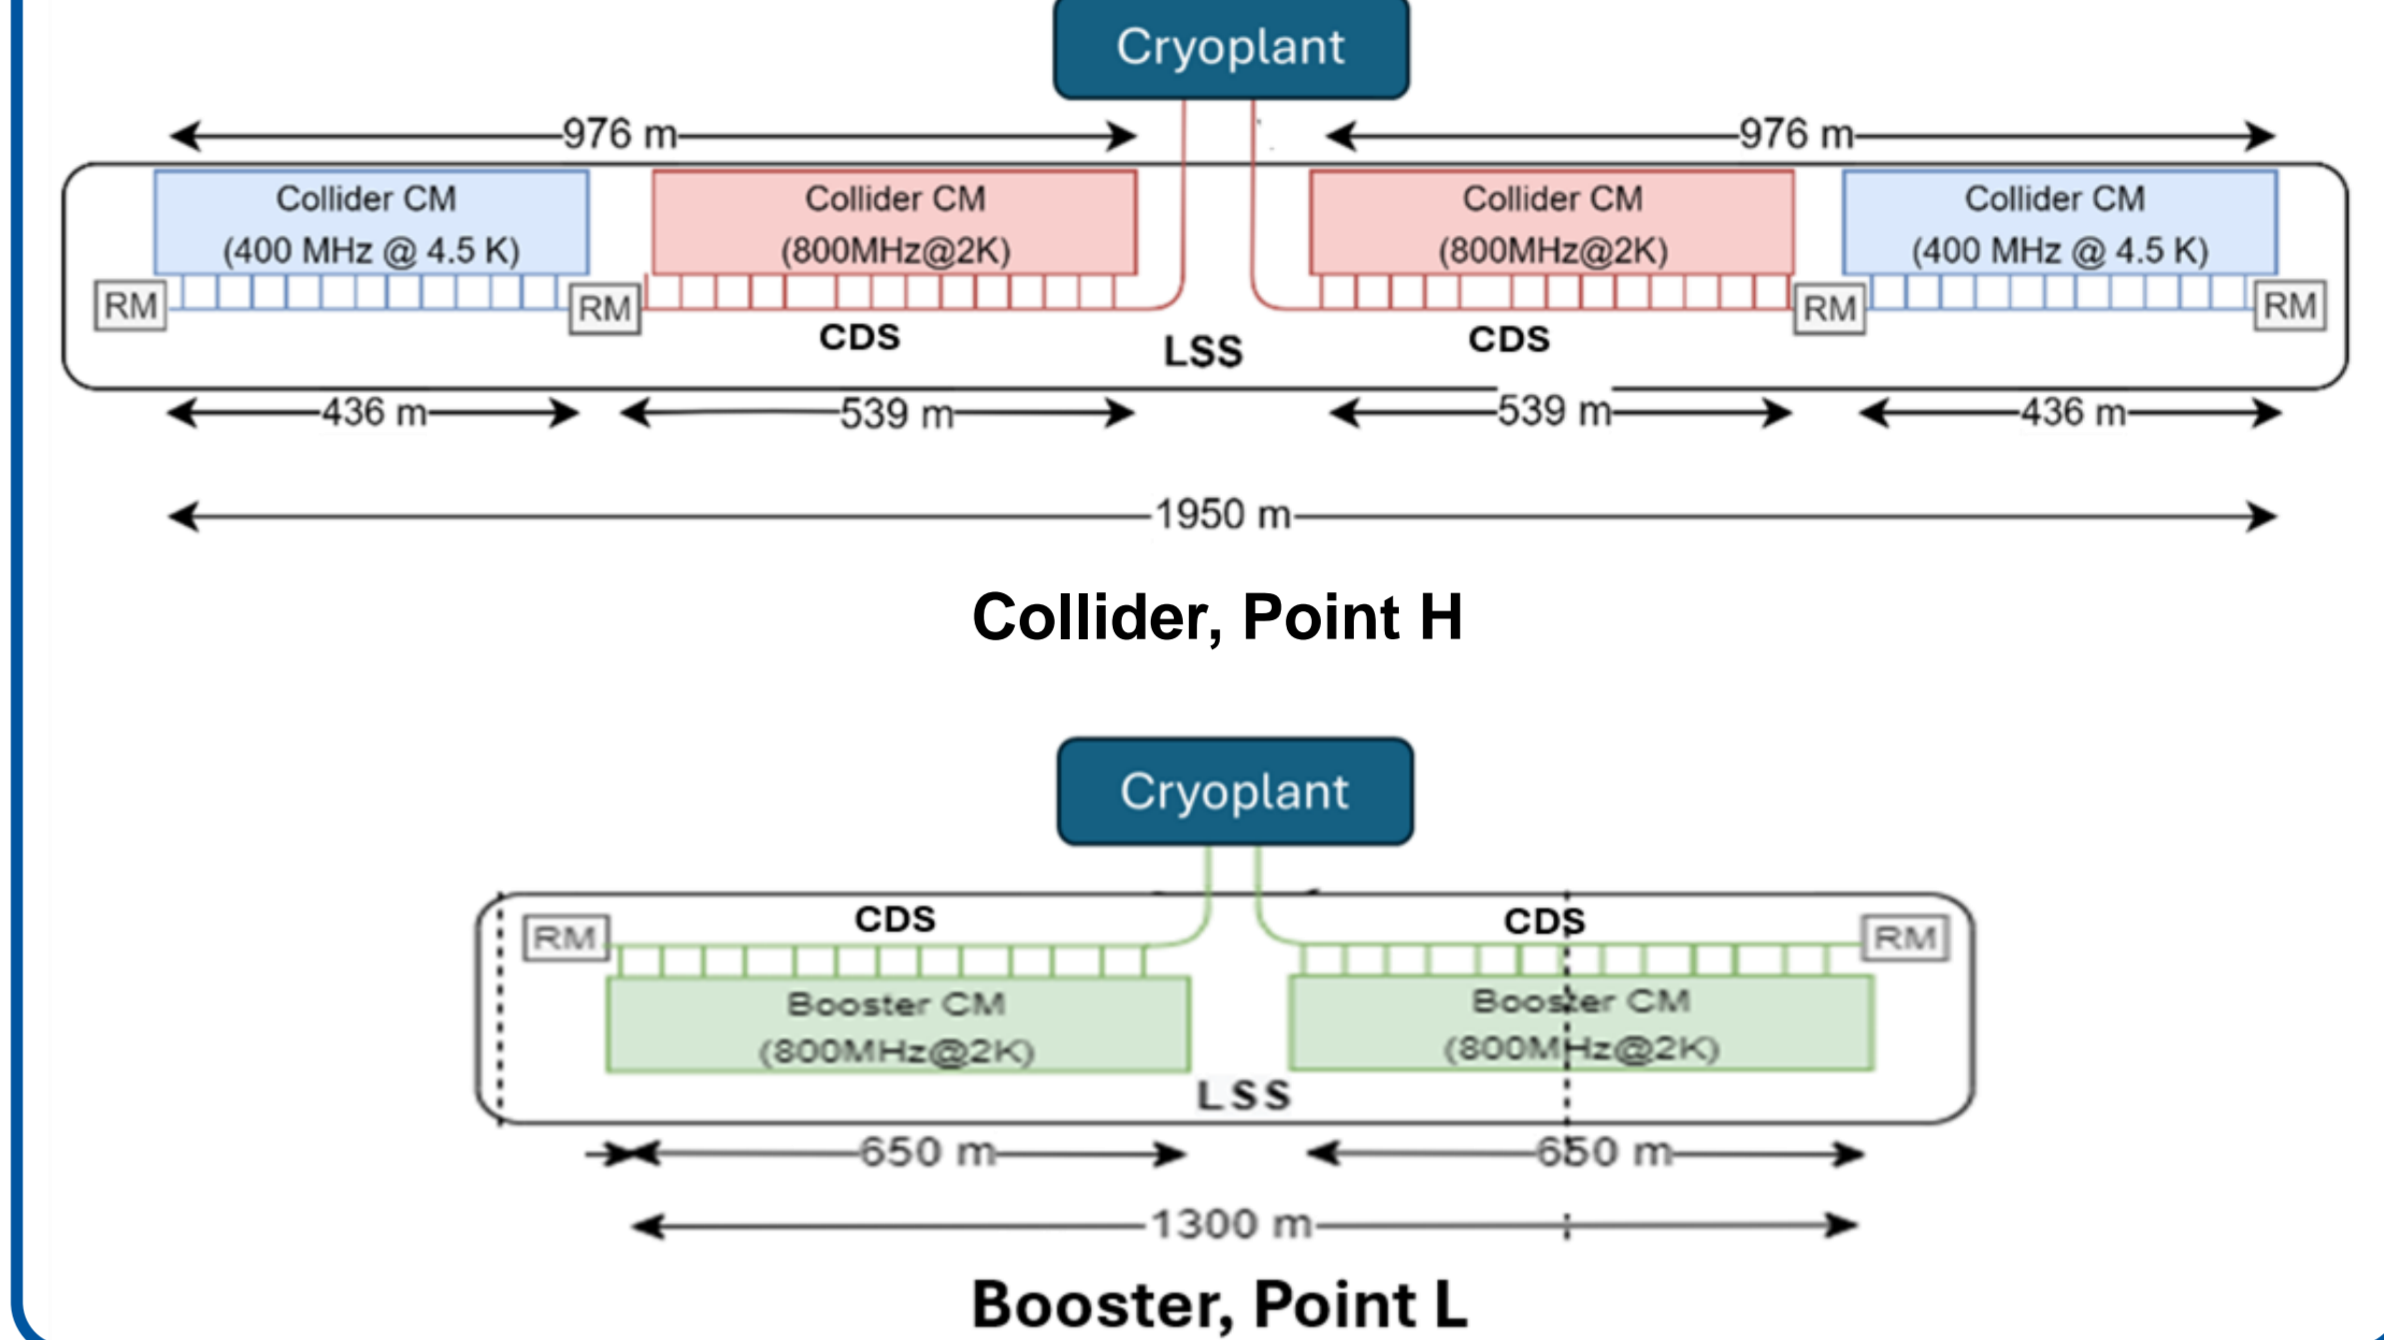 Cryoplant
976 m
976 m
Collider CM
(400 MHz @ 4.5 K)
Collider CM
(800MHz@2K)
Collider CM
(800MHz@2K)
Collider CM
(400 MHz @ 4.5 K)
RM
RM
RM
RM
CDS
LSS
CDS
436 m
539 m
539 m
436 m
1950 m
Collider, Point H
Cryoplant
CDS
CDS
RM
RM
Booster CM
(800MHz@2K)
Booster CM
(800MHz@2K)
LSS
650 m
650 m
1300 m
Booster, Point L